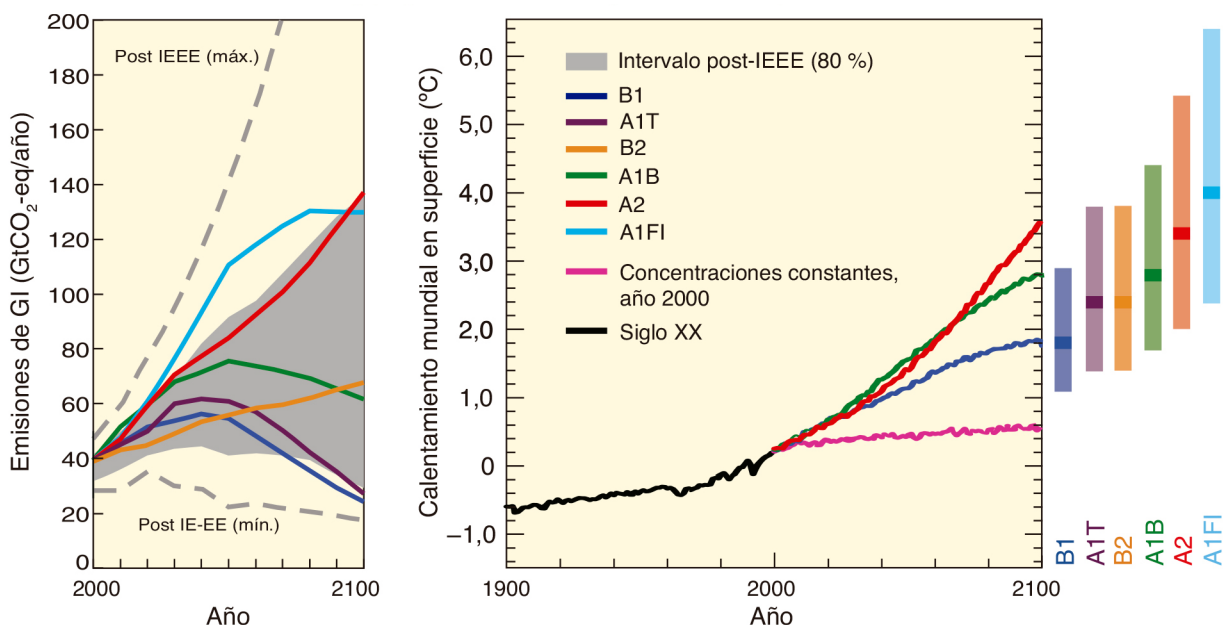 Emisiones de GI (GtCO2-eq/año)
200
180
160
140
120
100
80
60
40
20
0
Post IEEE (máx.)
Post IE-EE (mín.)
2000
2100
Año
Calentamiento mundial en superficie (ºC)
6,0
5,0
4,0
3,0
2,0
1,0
0
−1,0
Intervalo post-IEEE (80 %)
B1
A1T
B2
A1B
A2
A1FI
Concentraciones constantes,
año 2000
Siglo XX
1900
2000
2100
Año
B1
A1T
B2
A1B
A2
A1FI